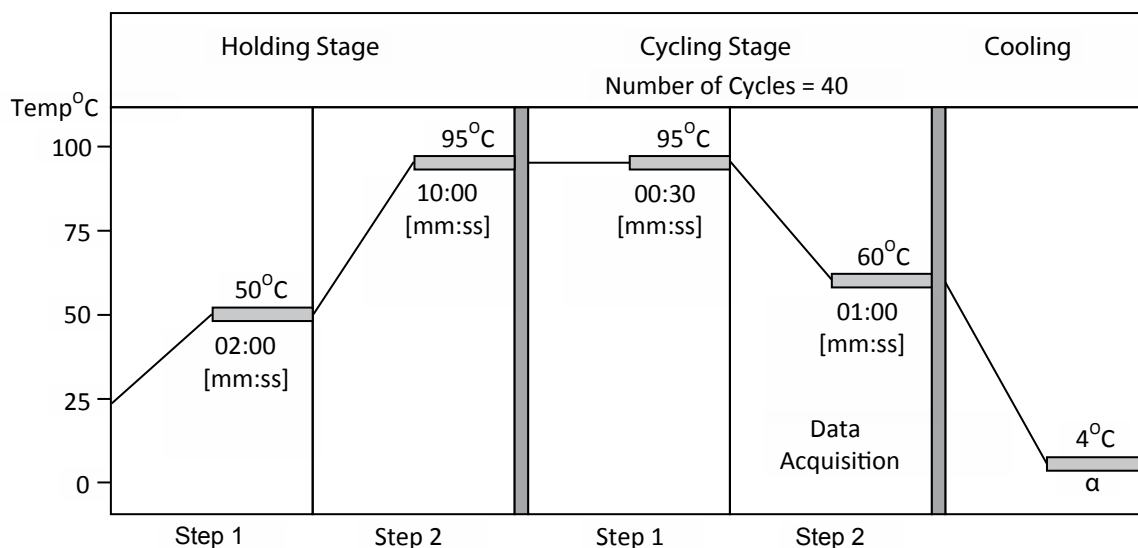 Holding Stage
Cycling Stage
Cooling
Number of Cycles = 40
Temp°C
100
75
50
25
0
50°C
02:00
[mm:ss]
95°C
10:00
[mm:ss]
95°C
00:30
[mm:ss]
60°C
01:00
[mm:ss]
Data
Acquisition
4°C
α
Step 1
Step 2
Step 1
Step 2